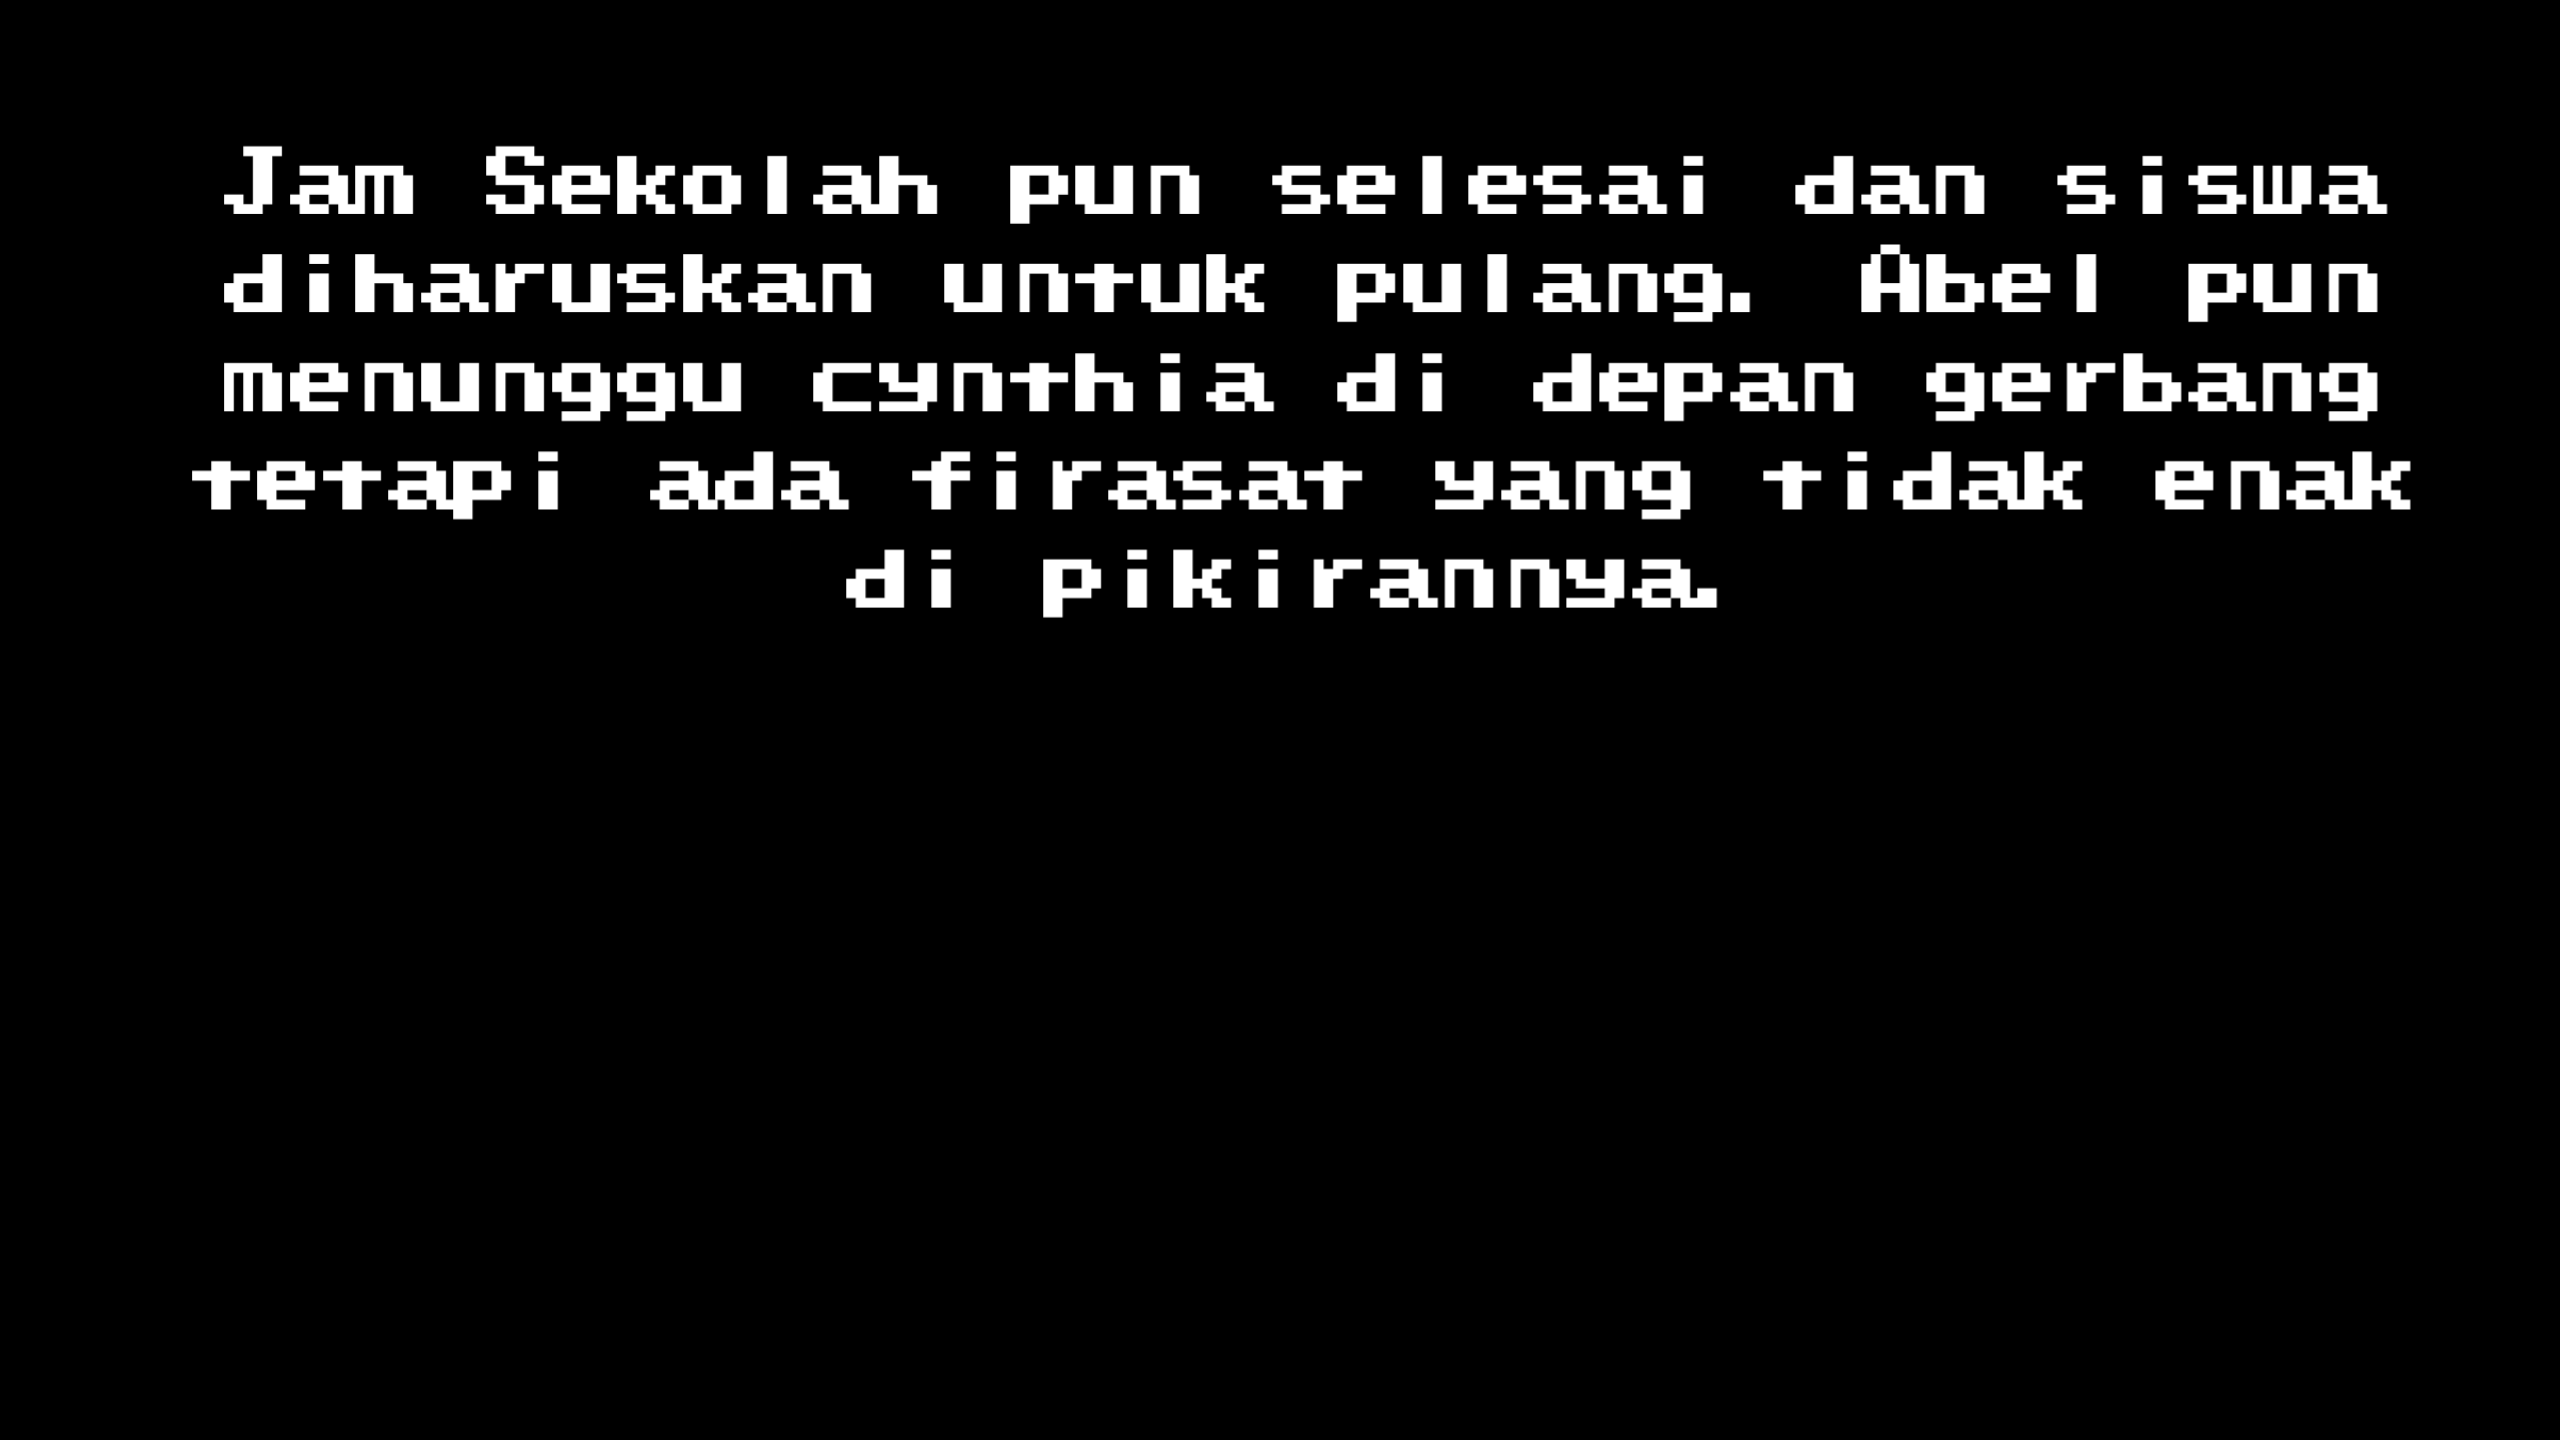 Jam Sekolah pun selesai dan siswa
diharuskan untuk pulang. Abel pun
menunggu cynthia di depan gerbang
tetapi ada firasat yang tidak enak
di pikirannya.